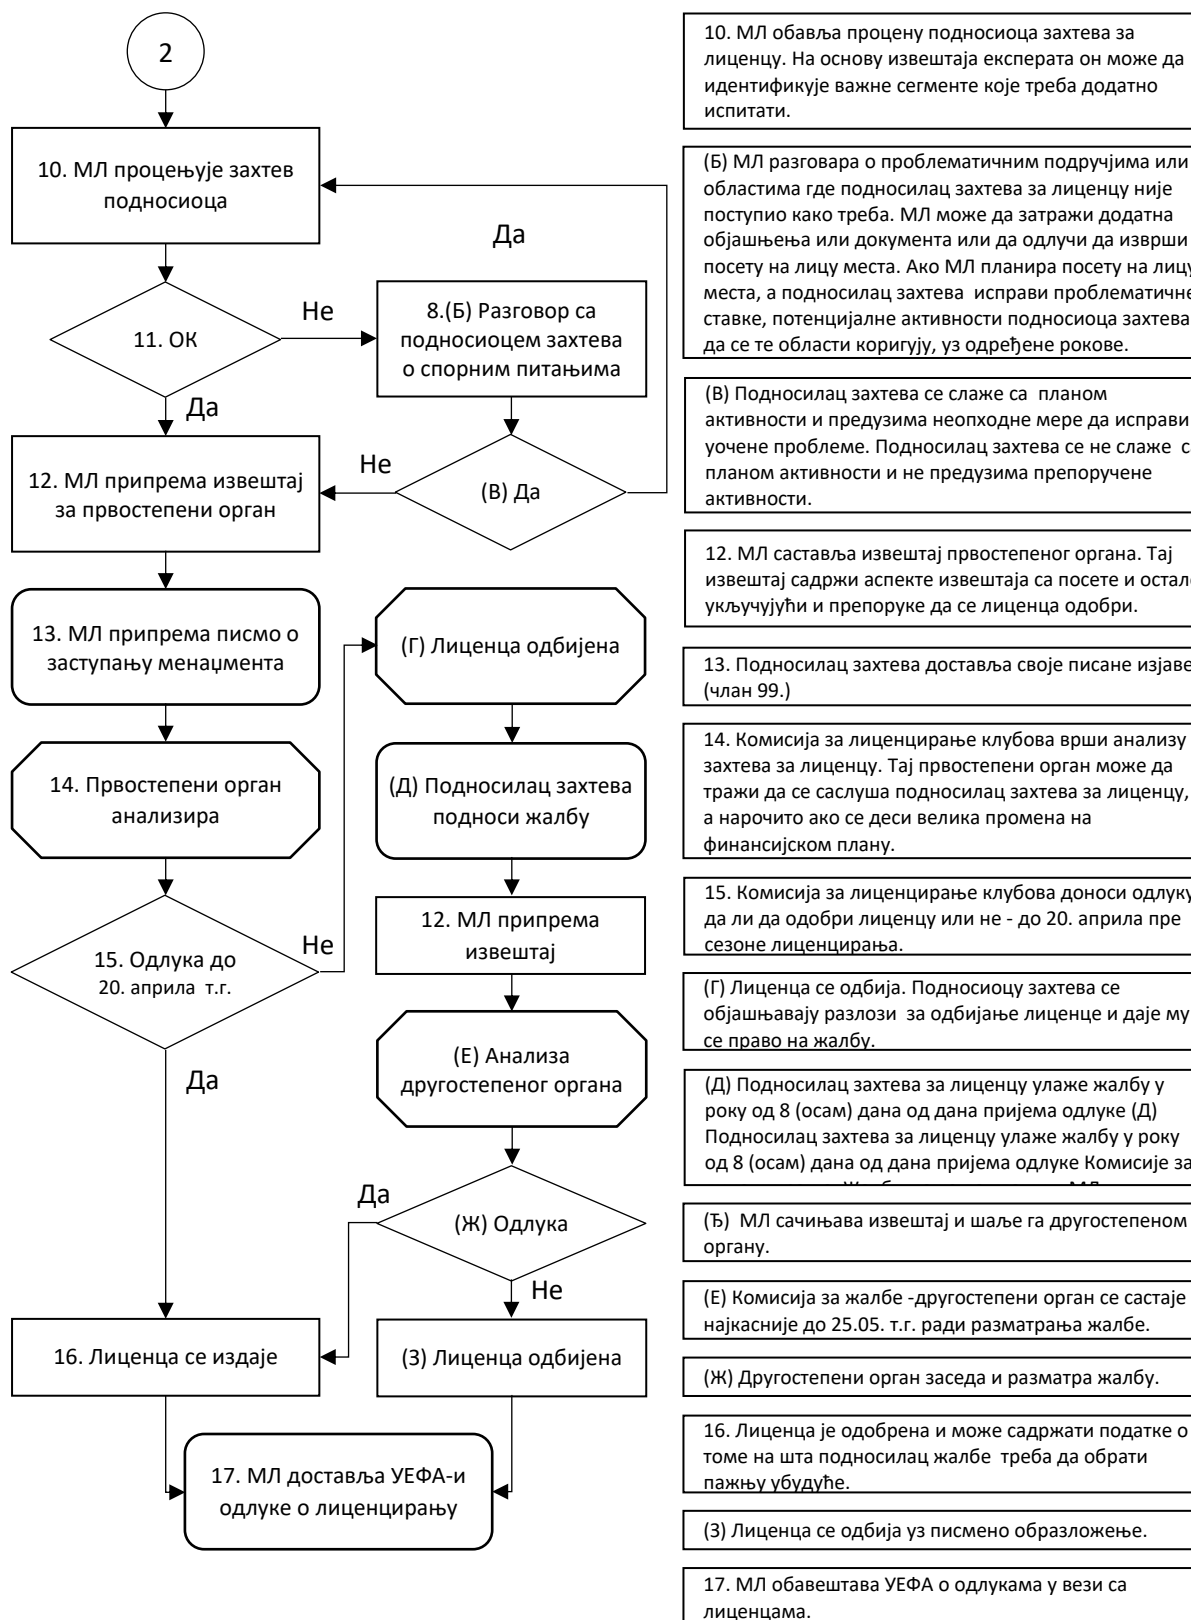 2
10. МЛ процењује захтев
подносиоца
11. ОК
Не
Да
8.(Б) Разговор са
подносиоцем захтева
о спорним питањима
Да
(В) Да
Не
12. МЛ припрема извештај
за првостепени орган
13. МЛ припрема писмо о
заступању менаџмента
14. Првостепени орган
анализира
15. Одлука до
20. априла т.г.
Не
Да
(Г) Лиценца одбијена
(Д) Подносилац захтева
подноси жалбу
12. МЛ припрема
извештај
(Е) Анализа
другостепеног органа
(Ж) Одлука
Да
Не
16. Лиценца се издаје
(З) Лиценца одбијена
17. МЛ доставља УЕФА-и
одлуке о лиценцирању
10. МЛ обавља процену подносиоца захтева за
лиценцу. На основу извештаја експерата он може да
идентификује важне сегменте које треба додатно
испитати.
(Б) МЛ разговара о проблематичним подручјима или
областима где подносилац захтева за лиценцу није
поступио како треба. МЛ може да затражи додатна
објашњења или документа или да одлучи да изврши
посету на лицу места. Ако МЛ планира посету на лицу
места, а подносилац захтева исправи проблематичне
ставке, потенцијалне активности подносиоца захтева
да се те области коригују, уз одређене рокове.
(В) Подносилац захтева се слаже са планом
активности и предузима неопходне мере да исправи
уочене проблеме. Подносилац захтева се не слаже
планом активности и не предузима препоручене
активности.
12. МЛ саставља извештај првостепеног органа. Тај
извештај садржи аспекте извештаја са посете и
укључујући и препоруке да се лиценца одобри.
13. Подносилац захтева доставља своје писане изјаве
(члан 99.)
14. Комисија за лиценцирање клубова врши анализу
захтева за лиценцу. Тај првостепени орган може да
тражи да се саслуша подносилац захтева за лиценцу,
а нарочито ако се деси велика промена на
финансијском плану.
15. Комисија за лиценцирање клубова доноси одлуку
да ли да одобри лиценцу или не - до 20. априла пре
сезоне лиценцирања.
(Г) Лиценца се одбија. Подносиоцу захтева се
објашњавају разлози за одбијање лиценце и даје му
се право на жалбу.
(Д) Подносилац захтева за лиценцу улаже жалбу у
року од 8 (осам) дана од дана пријема одлуке (Д)
Подносилац захтева за лиценцу улаже жалбу у року
од 8 (осам) дана од дана пријема одлуке Комисије за
(Ђ) МЛ сачињава извештај и шаље га другостепеном
органу.
(Е) Комисија за жалбе -другостепени орган се састаје
најкасније до 25.05. т.г. ради разматрања жалбе.
(Ж) Другостепени орган заседа и разматра жалбу.
16. Лиценца је одобрена и може садржати податке о
томе на шта подносилац жалбе треба да обрати
пажњу убудуће.
(З) Лиценца се одбија уз писмено образложење.
17. МЛ обавештава УЕФА о одлукама у вези са
лиценцама.